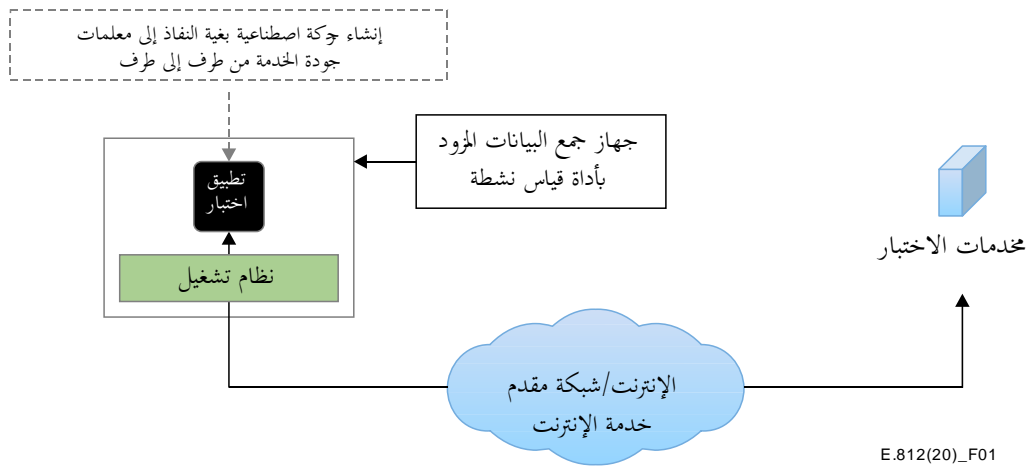 إنشاء حركة اصطناعية بغية النفاذ إلى معلمات
جودة الخدمة من طرف إلى طرف
جهاز جمع البيانات المزود
بأداة قياس نشطة
تطبيق
اختبار
نظام تشغيل
مخدمات الاختبار
الإنترنت/شبكة مقدم
خدمة الإنترنت
E.812(20)_F01